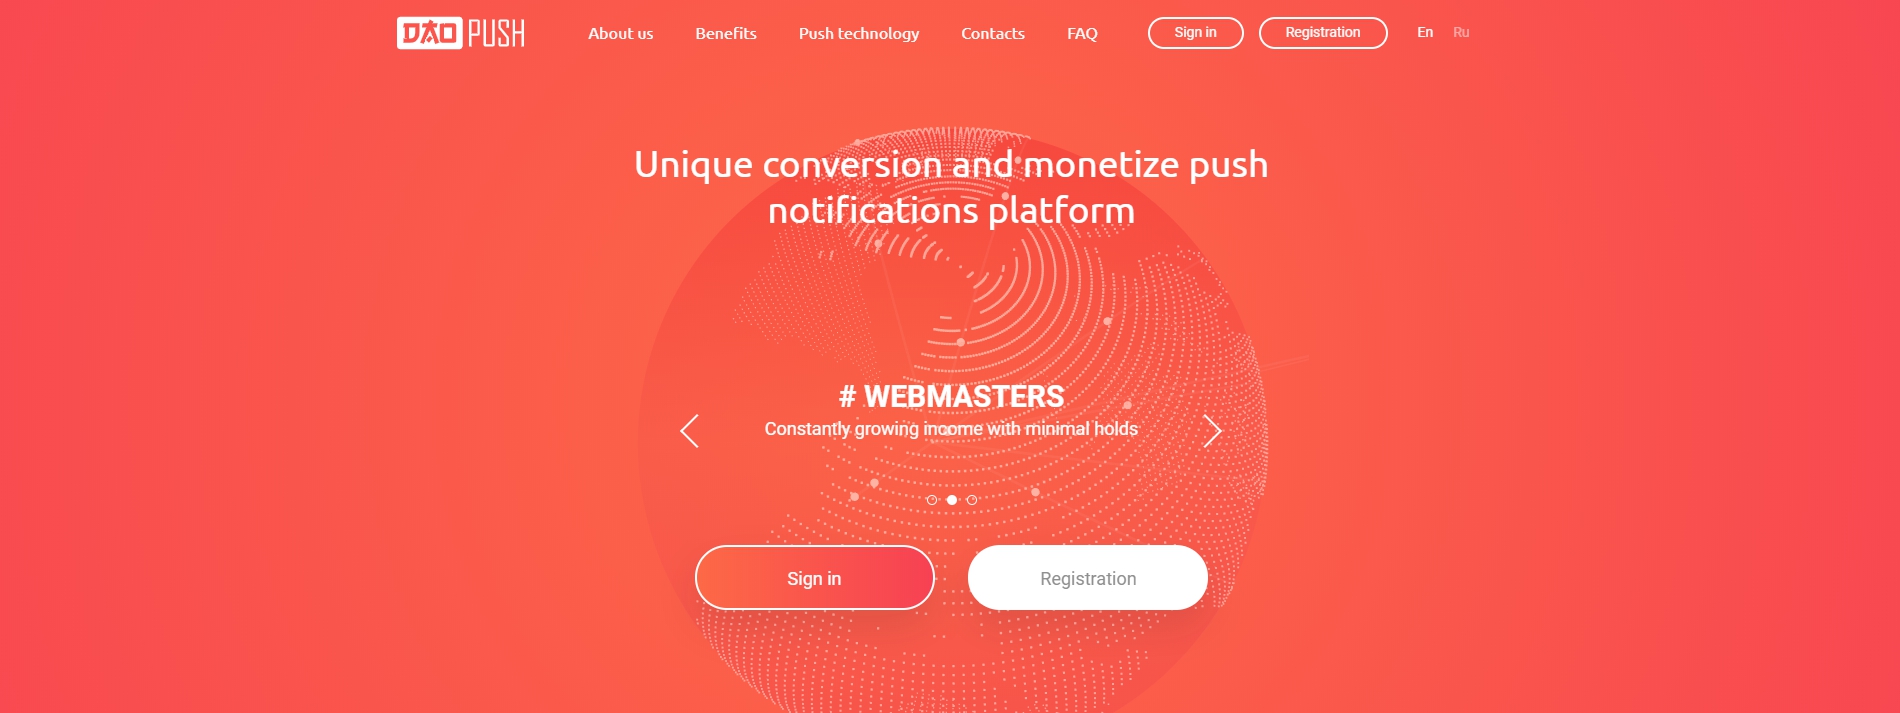 DAO PUSH
About us
Benefits
Push technology
Contacts
FAQ
Sign in
Registration
En
Ru
Unique conversion and monetize push
notifications platform
# WEBMASTERS
Constantly growing income with minimal holds
Sign in
Registration